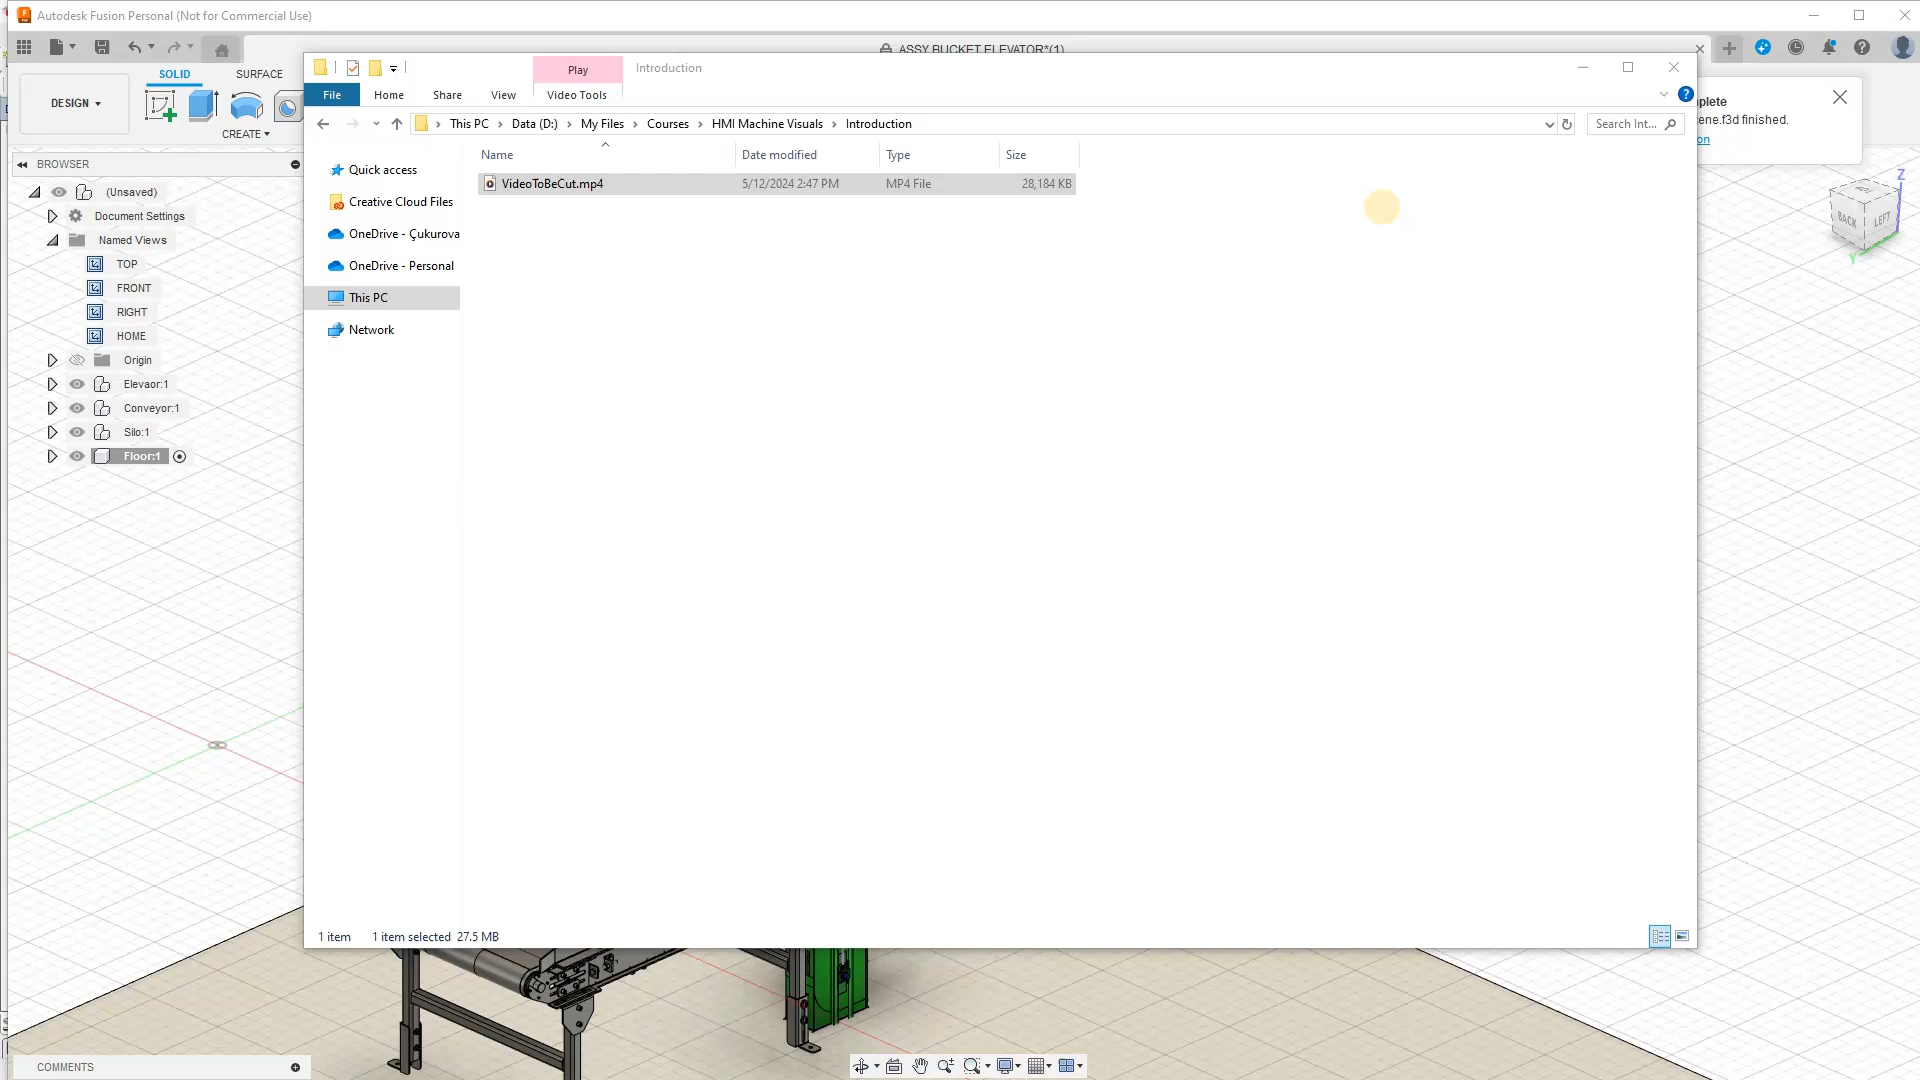 Autodesk Fusion Personal (Not for Commercial Use)
ASSY BUCKET ELEVATOR*(1)
SOLID
SURFACE
DESIGN
CREATE
BROWSER
(Unsaved)
Document Settings
Named Views
TOP
FRONT
RIGHT
HOME
Origin
Elevaor:1
Conveyor:1
Silo:1
Floor:1
COMMENTS
Play
Introduction
File
Home
Share
View
Video Tools
This PC
Data (D:)
My Files
Courses
HMI Machine Visuals
Introduction
Search Int...
Name
Date modified
Type
Size
VideoToBeCut.mp4
5/12/2024 2:47 PM
MP4 File
28,184 KB
Quick access
Creative Cloud Files
OneDrive - Çukurova
OneDrive - Personal
This PC
Network
1 item
1 item selected 27.5 MB
plete
cene.f3d finished.
on
BACK
LEFT
Z
Y